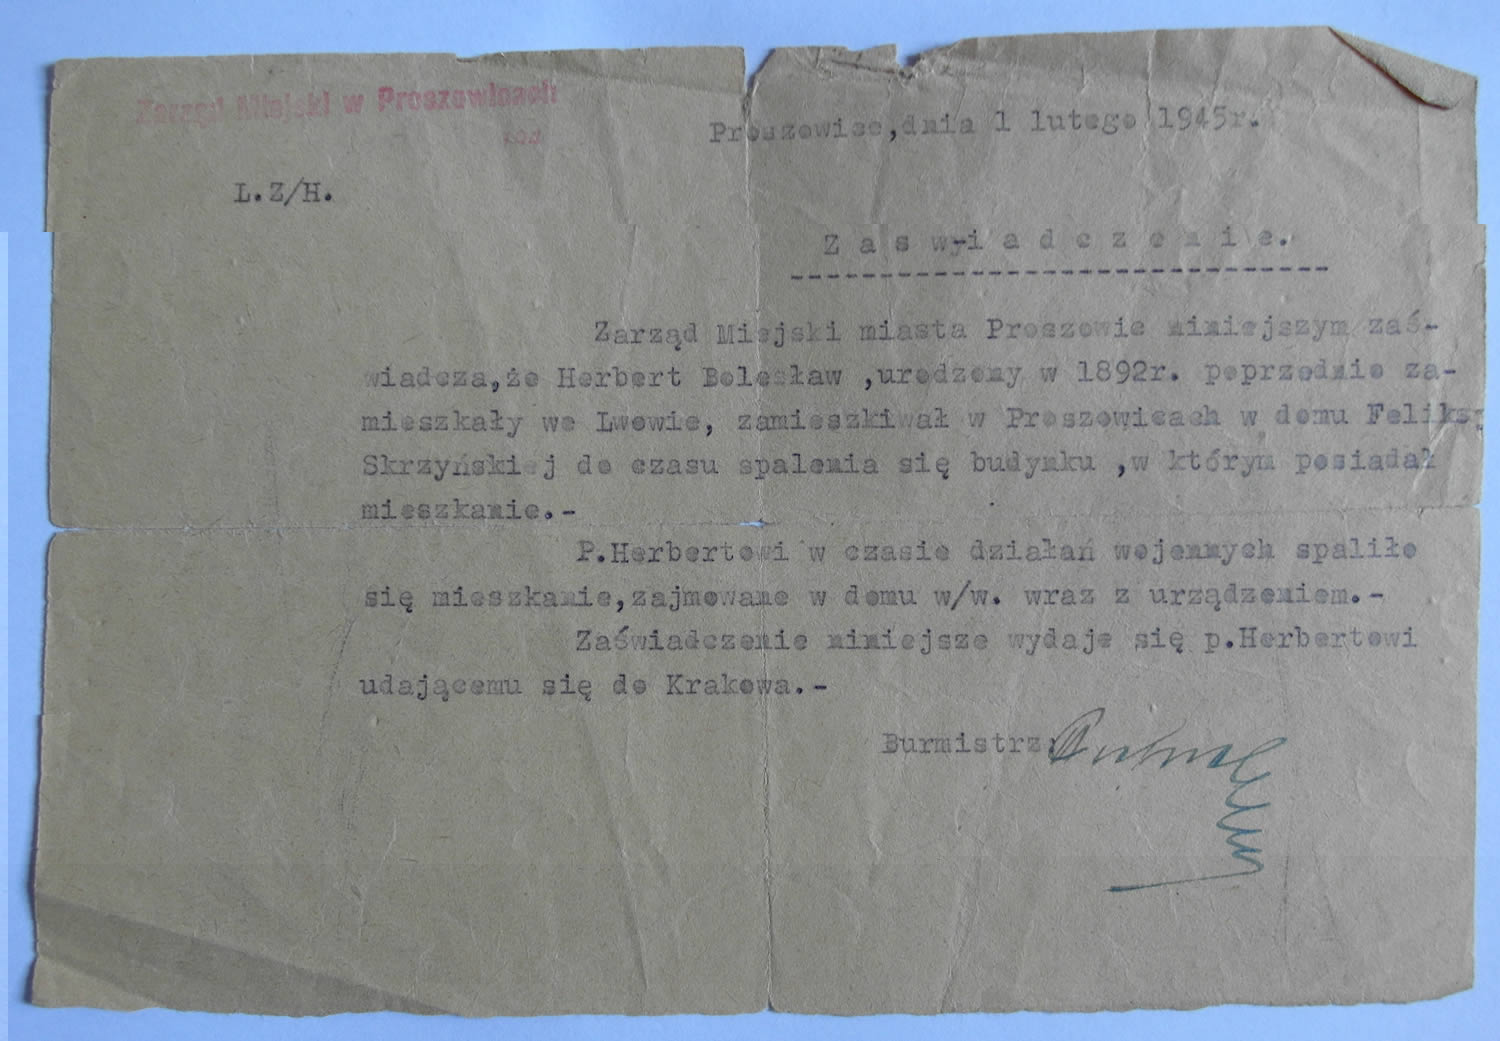 Zarząd Miejski w Proszowicach
Proszowice,dnia 1 lutego 1945r.
L.Z/H.
Z a s w i a d c z e n i e.
Zarząd Miejski miasta Proszowic niniejszym zaś-
wiadcza,że Herbert Bolesław ,urodzony w 1892r. poprzednio za-
mieszkały we Lwowie, zamieszkiwał w Proszowicach w domu Feliksy
Skrzyńskiej do czasu spalenia się budynku ,w którym posiadał
mieszkanie.-
P.Herbertowi w czasie działań wojennych spaliło
się mieszkanie,zajmowane w domu w/w. wraz z urządzeniem.-
Zaświadczenie niniejsze wydaje się p.Herbertowi
udającemu się do Krakowa.-
Burmistrz: